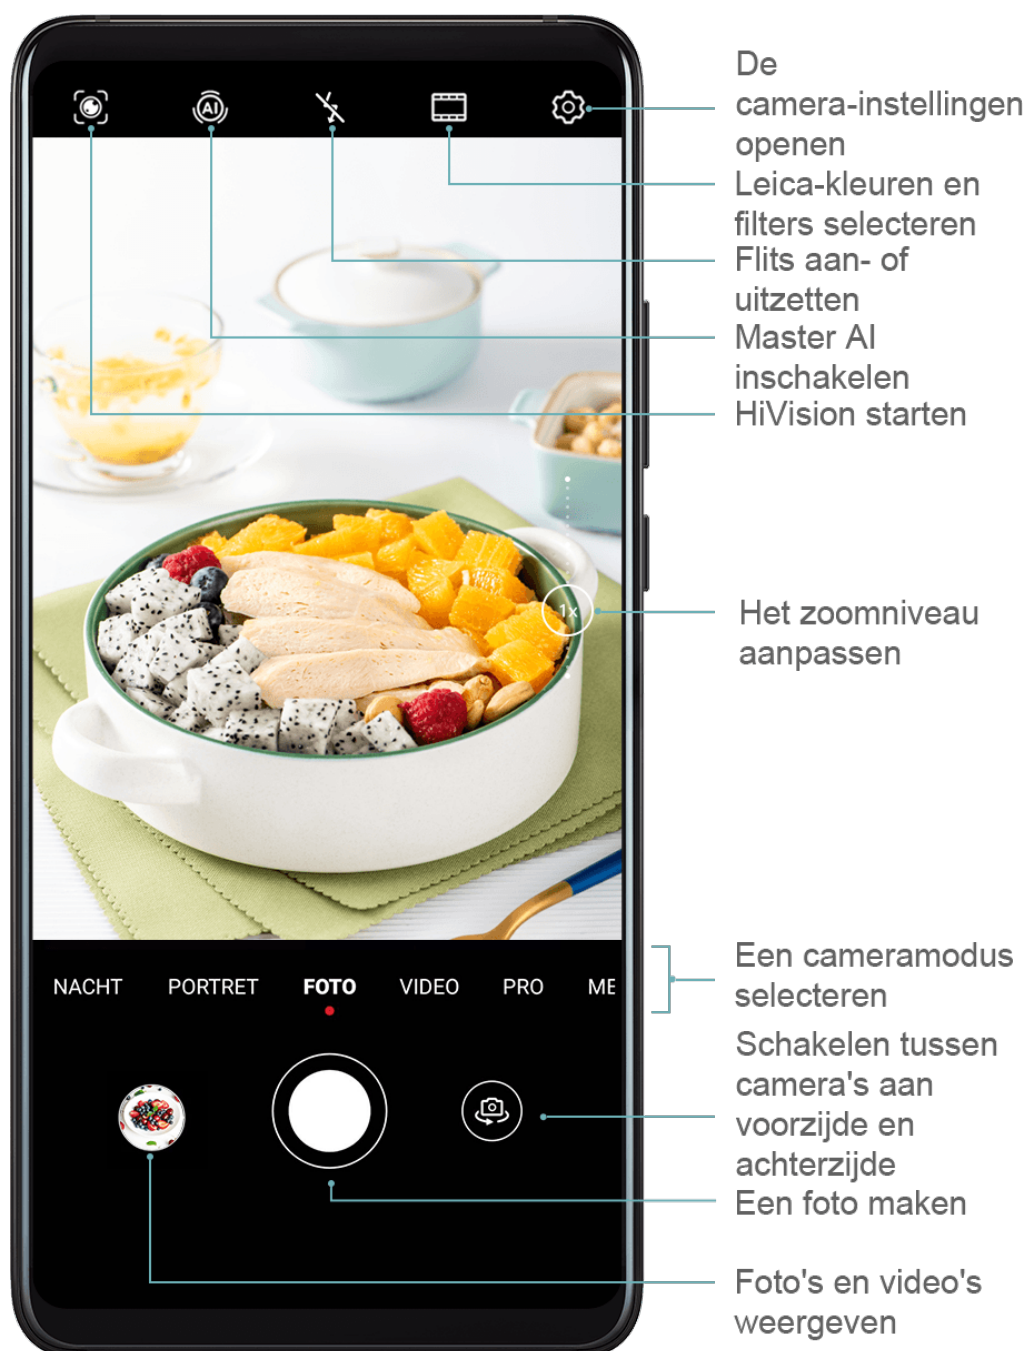 AI
De
camera-instellingen
openen
Leica-kleuren en
filters selecteren
Flits aan- of
uitzetten
Master AI
inschakelen
HiVision starten
1x
Het zoomniveau
aanpassen
Een cameramodus
selecteren
NACHT PORTRET FOTO VIDEO PRO ME
Schakelen tussen
camera's aan
voorzijde en
achterzijde
Een foto maken
Foto's en video's
weergeven